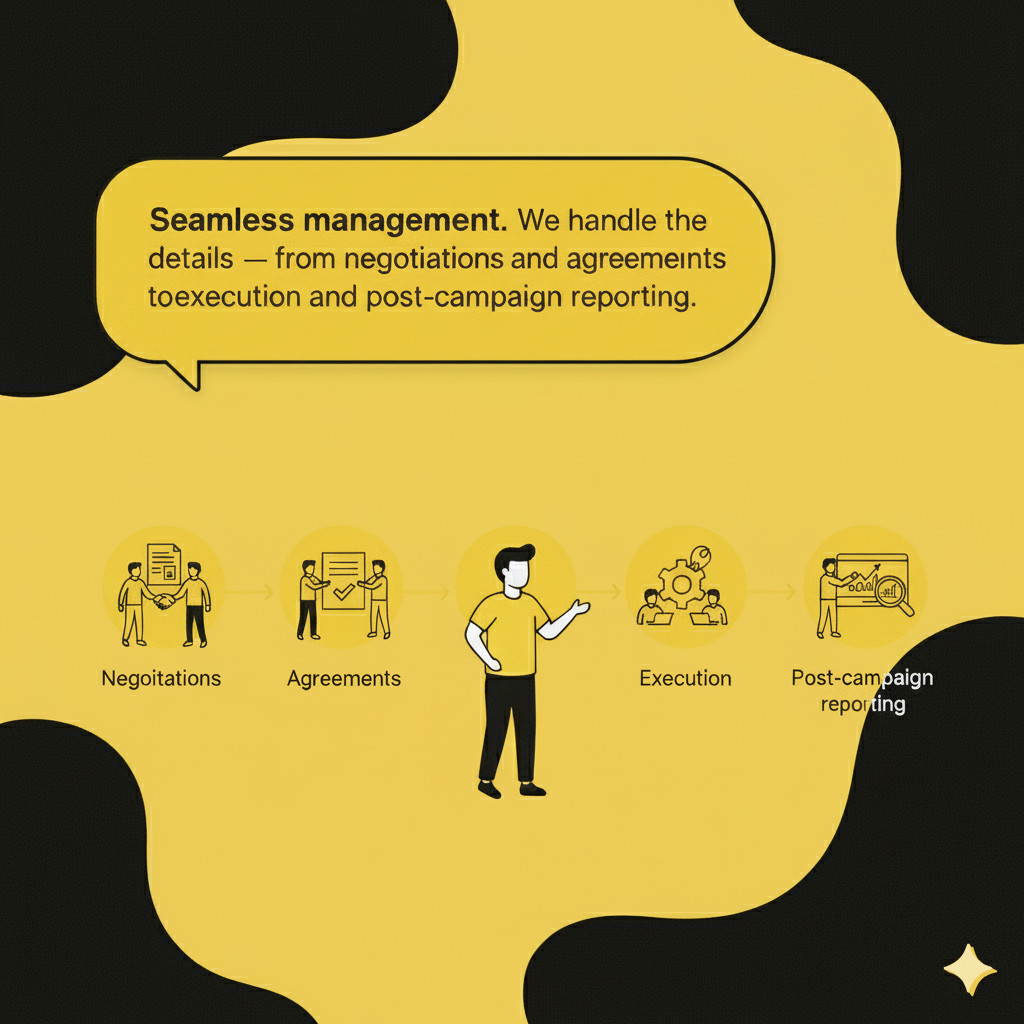 Seamless management. We handle the
details — from negotiations and agreemeints
toexecution and post-campaign reporting.
Negoitations
Agreements
Execution
Post-campaign
reporting